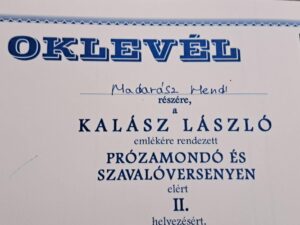 OKLEVÉL
Madarász Hendi
részére,
a
KALÁSZ LÁSZLÓ
emlékére rendezett
PRÓZAMONDÓ ÉS
SZAVALÓVERSENYEN
elért
II.
helyezésért.